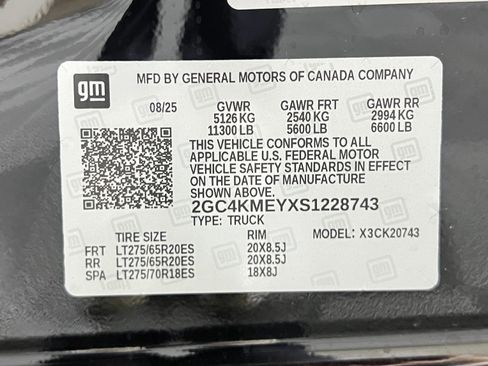 gm
MFD BY GENERAL MOTORS OF CANADA COMPANY
08/25 GVWR GAWR FRT GAWR RR
5126 KG 2540 KG 2994 KG
11300 LB 5600 LB 6600 LB
THIS VEHICLE CONFORMS TO ALL
APPLICABLE U.S. FEDERAL MOTOR
VEHICLE SAFETY STANDARDS IN EFFECT
ON THE DATE OF MANUFACTURE
SHOWN ABOVE.
2GC4KMEYXS1228743
TYPE: TRUCK
TIRE SIZE RIM MODEL: X3CK20743
FRT LT275/65R20ES 20X8.5J
RR LT275/65R20ES 20X8.5J
SPA LT275/70R18ES 18X8J